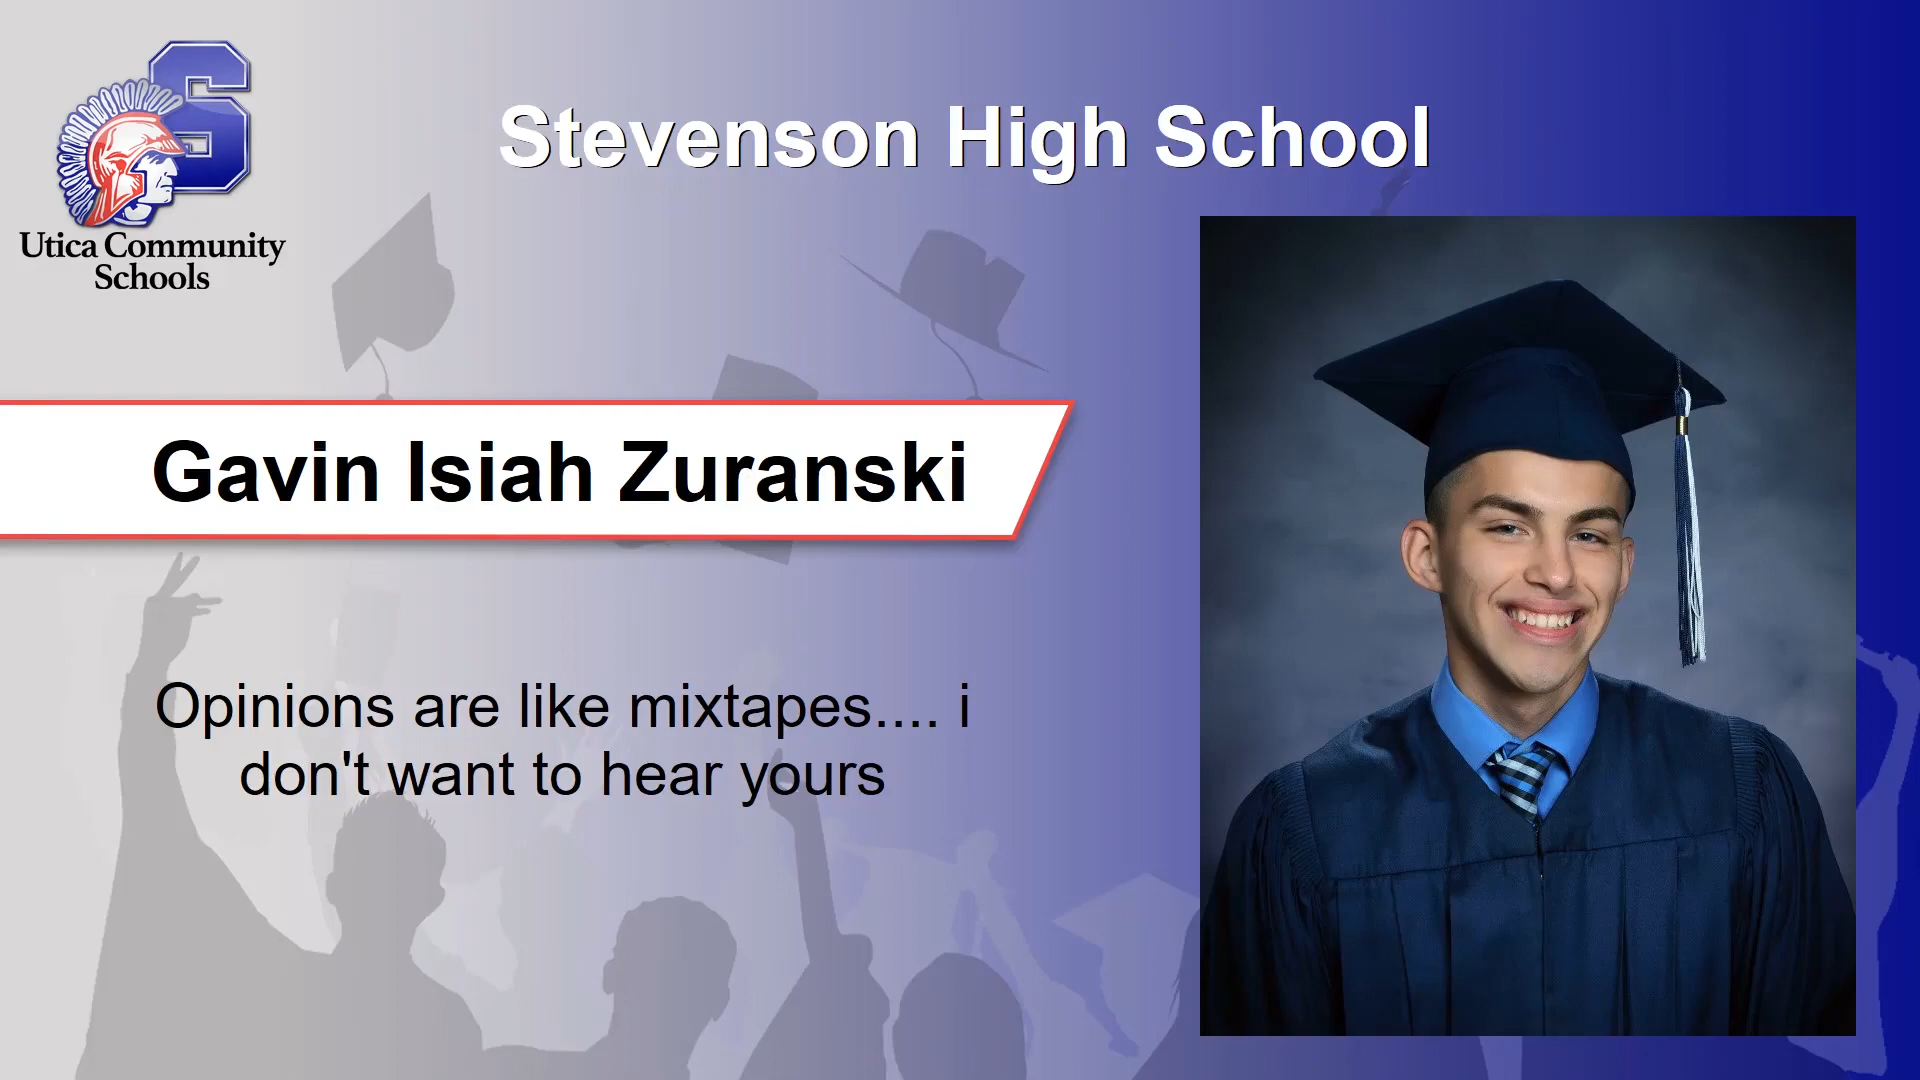 S
Utica Community
Schools
Stevenson High School
Gavin Isiah Zuranski
Opinions are like mixtapes.... i
don't want to hear yours